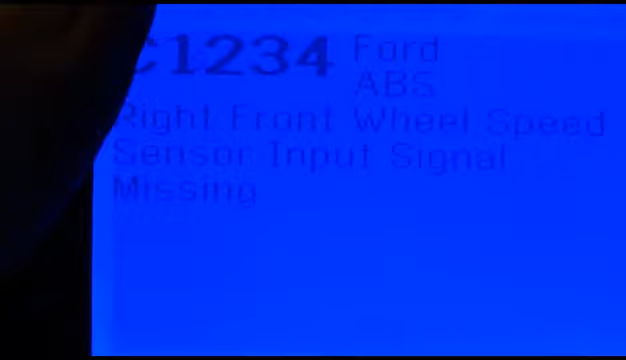 C1234 Ford
ABS
Right Front Wheel Speed
Sensor Input Signal
Missing